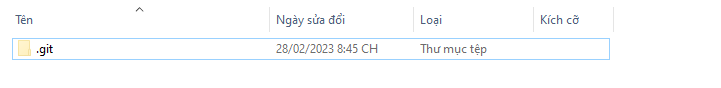 Tên Ngày sửa đổi Loại Kích cỡ
.git 28/02/2023 8:45 CH Thư mục tệp